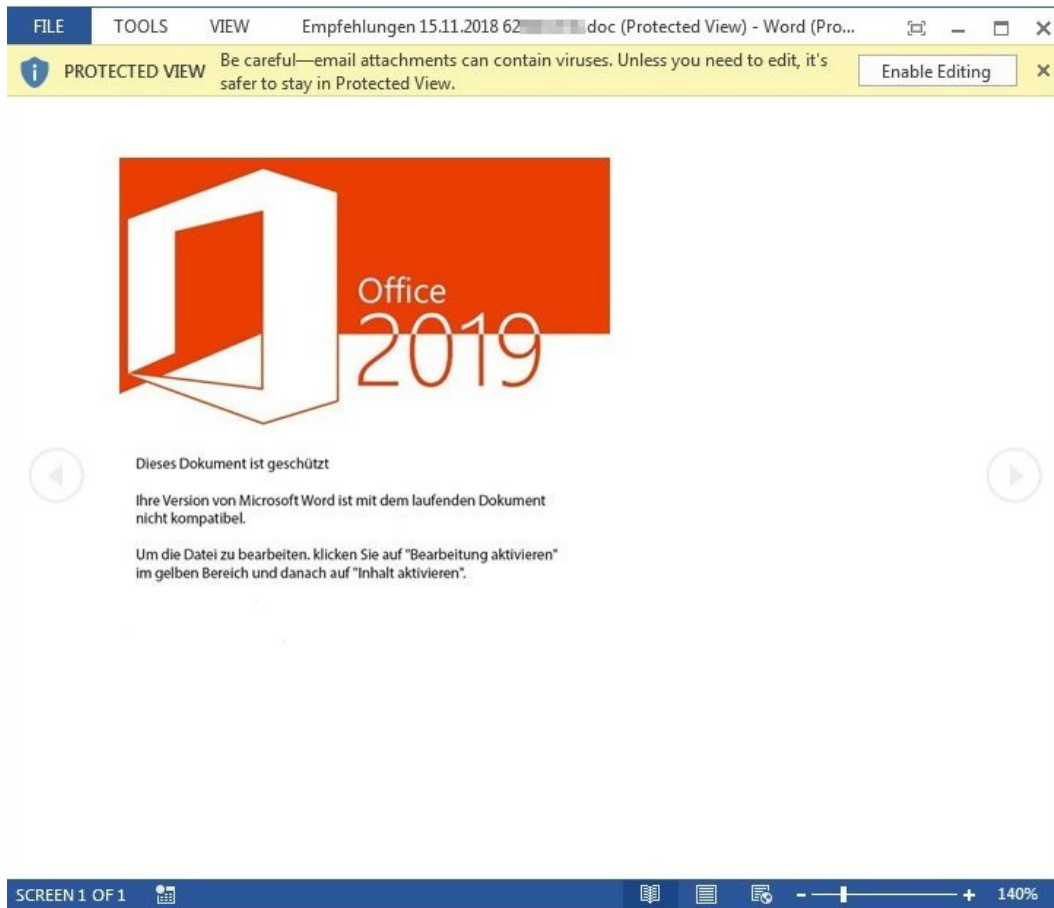 FILE TOOLS VIEW Empfehlungen 15.11.2018 62 doc (Protected View) - Word (Pro...
PROTECTED VIEW Be careful—email attachments can contain viruses. Unless you need to edit, it's
safer to stay in Protected View.
Enable Editing
Office
2019
Dieses Dokument ist geschützt
Ihre Version von Microsoft Word ist mit dem laufenden Dokument
nicht kompatibel.
Um die Datei zu bearbeiten. klicken Sie auf "Bearbeitung aktivieren"
im gelben Bereich und danach auf "Inhalt aktivieren".
SCREEN 1 OF 1 140%